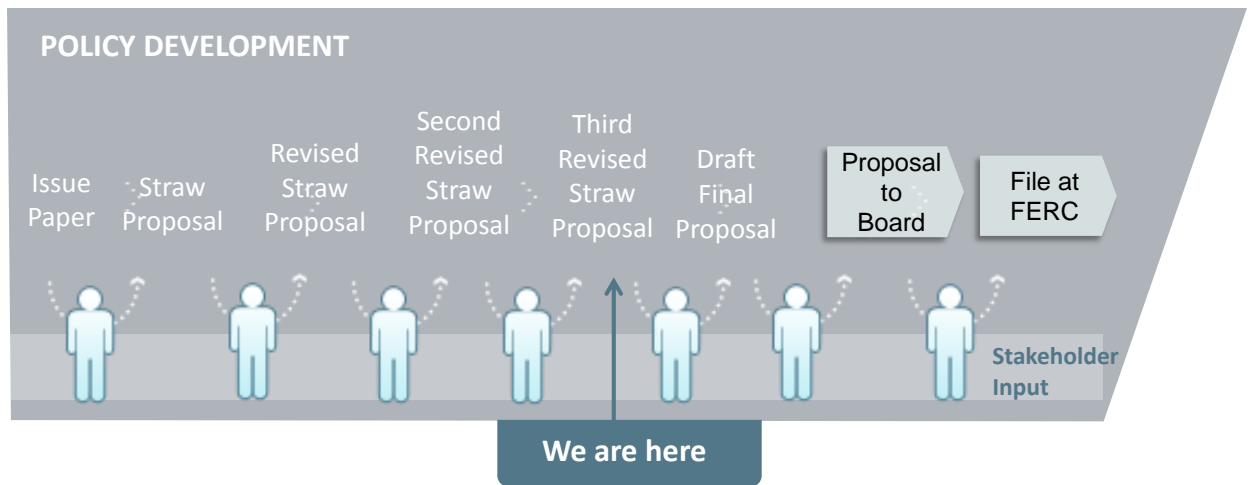 POLICY DEVELOPMENT
Issue
Paper
Straw
Proposal
Revised
Straw
Proposal
Second
Revised
Straw
Proposal
Third
Revised
Straw
Proposal
Draft
Final
Proposal
Proposal
to
Board
File at
FERC
Stakeholder
Input
We are here